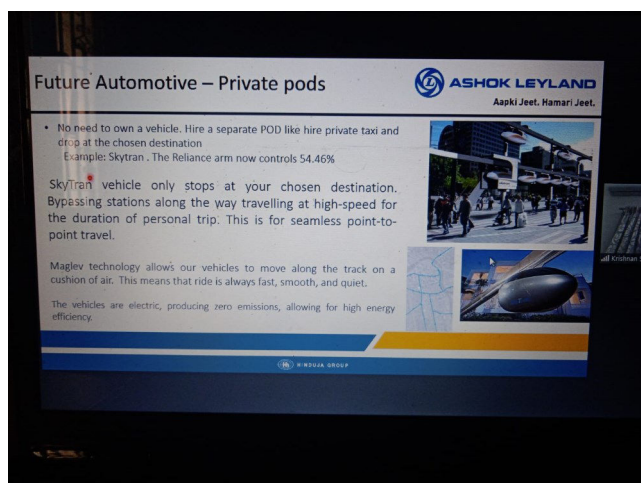 Future Automotive – Private pods
ASHOK LEYLAND
Aapki Jeet. Hamari Jeet.
• No need to own a vehicle. Hire a separate POD like hire private taxi and
drop at the chosen destination
Example: Skytran . The Reliance arm now controls 54.46%
SkyTran vehicle only stops at your chosen destination.
Bypassing stations along the way travelling at high-speed for
the duration of personal trip. This is for seamless point-to-
point travel.
Maglev technology allows our vehicles to move along the track on a
cushion of air. This means that ride is always fast, smooth, and quiet.
The vehicles are electric, producing zero emissions, allowing for high energy
efficiency.
Krishnan S
HINDUJA GROUP